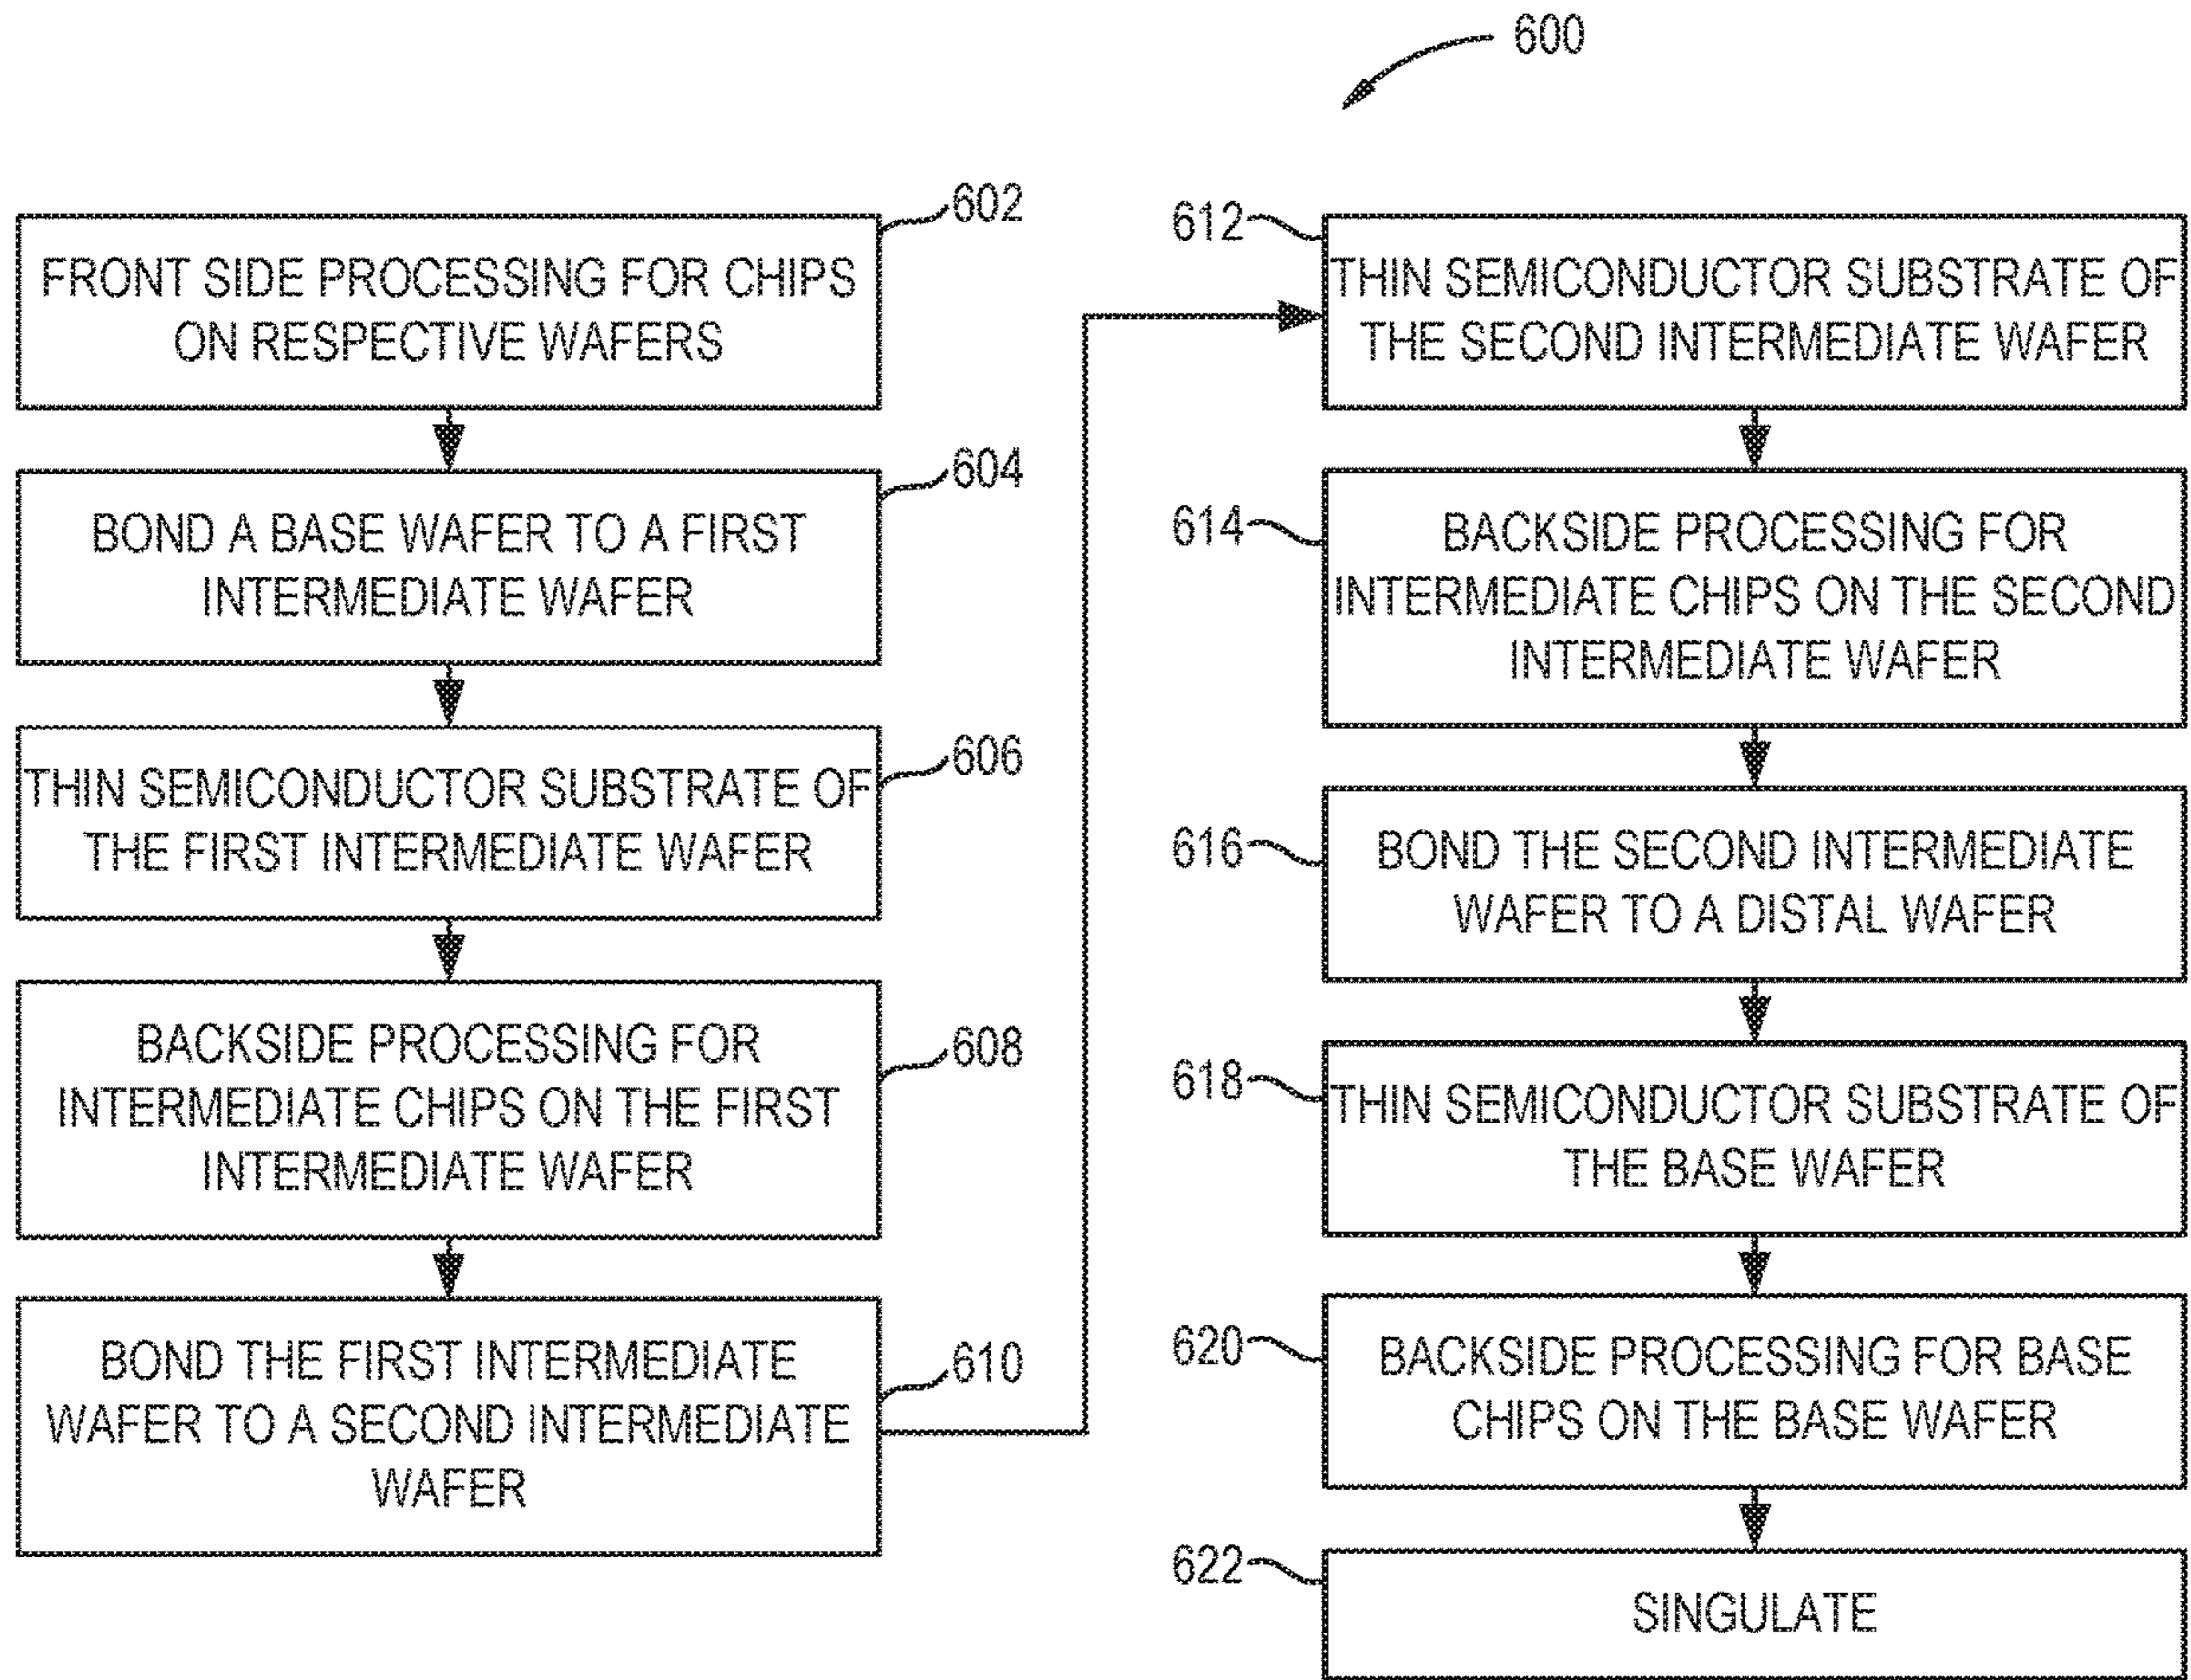 600
602
FRONT SIDE PROCESSING FOR CHIPS
ON RESPECTIVE WAFERS
604
BOND A BASE WAFER TO A FIRST
INTERMEDIATE WAFER
606
THIN SEMICONDUCTOR SUBSTRATE OF
THE FIRST INTERMEDIATE WAFER
608
BACKSIDE PROCESSING FOR
INTERMEDIATE CHIPS ON THE FIRST
INTERMEDIATE WAFER
610
BOND THE FIRST INTERMEDIATE
WAFER TO A SECOND INTERMEDIATE
WAFER
612
THIN SEMICONDUCTOR SUBSTRATE OF
THE SECOND INTERMEDIATE WAFER
614
BACKSIDE PROCESSING FOR
INTERMEDIATE CHIPS ON THE SECOND
INTERMEDIATE WAFER
616
BOND THE SECOND INTERMEDIATE
WAFER TO A DISTAL WAFER
618
THIN SEMICONDUCTOR SUBSTRATE OF
THE BASE WAFER
620
BACKSIDE PROCESSING FOR BASE
CHIPS ON THE BASE WAFER
622
SINGULATE